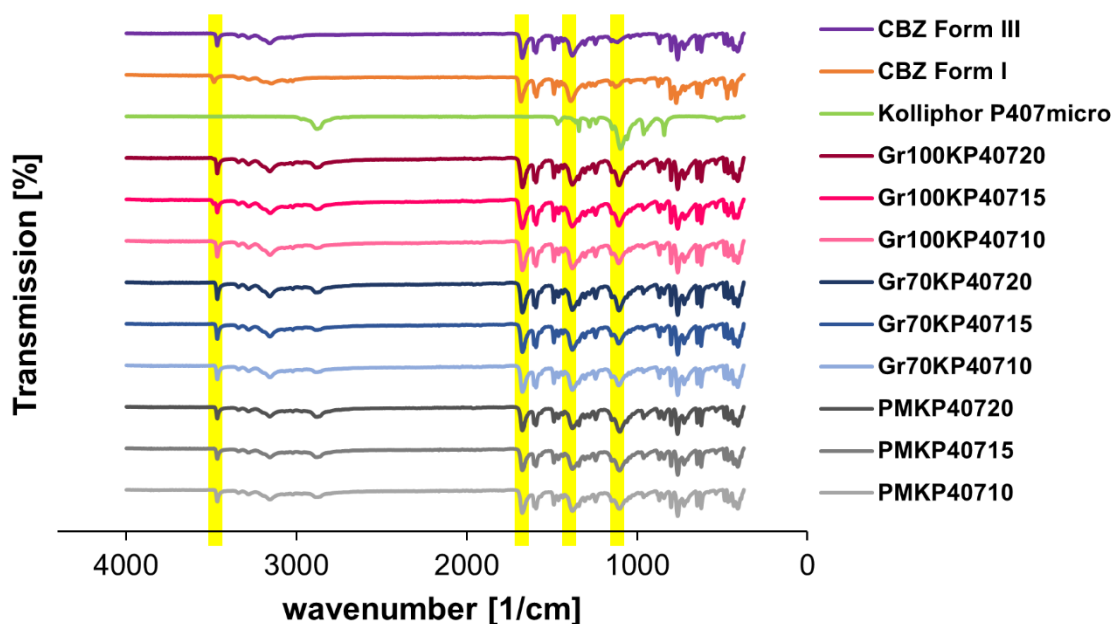 CBZ Form III
CBZ Form I
Kolliphor P407micro
Gr100KP40720
Gr100KP40715
Gr100KP40710
Gr70KP40720
Gr70KP40715
Gr70KP40710
PMKP40720
PMKP40715
PMKP40710
Transmission [%]
4000 3000 2000 1000 0
wavenumber [1/cm]